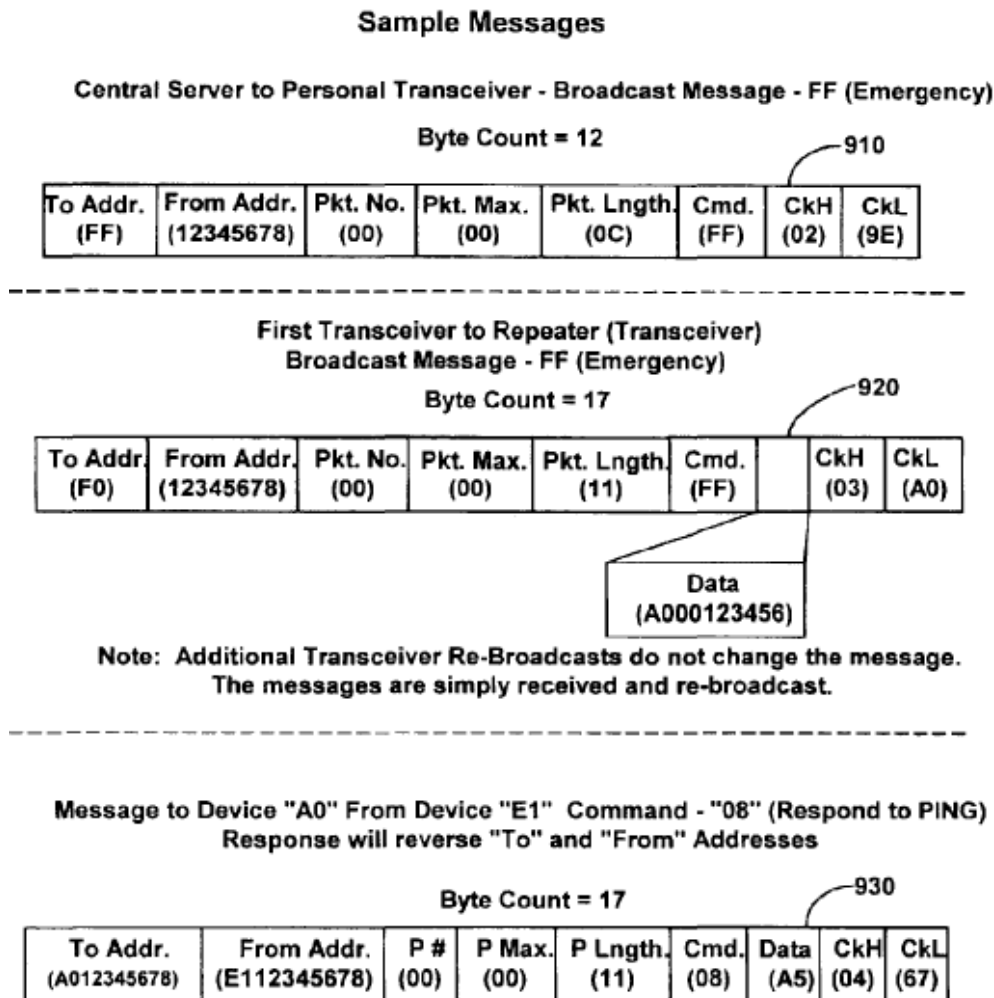 Sample Messages
Central Server to Personal Transceiver - Broadcast Message - FF (Emergency)
Byte Count = 12
910
To Addr. From Addr. Pkt. No. Pkt. Max. Pkt. Lngth. Cmd. CkH CkL
(FF) (12345678) (00) (00) (0C) (FF) (02) (9E)
First Transceiver to Repeater (Transceiver)
Broadcast Message - FF (Emergency)
Byte Count = 17
920
To Addr. From Addr. Pkt. No. Pkt. Max. Pkt. Lngth. Cmd. CkH CkL
(F0) (12345678) (00) (00) (11) (FF) (03) (A0)
Data
(A000123456)
Note: Additional Transceiver Re-Broadcasts do not change the message.
The messages are simply received and re-broadcast.
Message to Device "A0" From Device "E1" Command - "08" (Respond to PING)
Response will reverse "To" and "From" Addresses
Byte Count = 17
930
To Addr. From Addr. P # P Max. P Lngth. Cmd. Data CkH CkL
(A012345678) (E112345678) (00) (00) (11) (08) (A5) (04) (67)